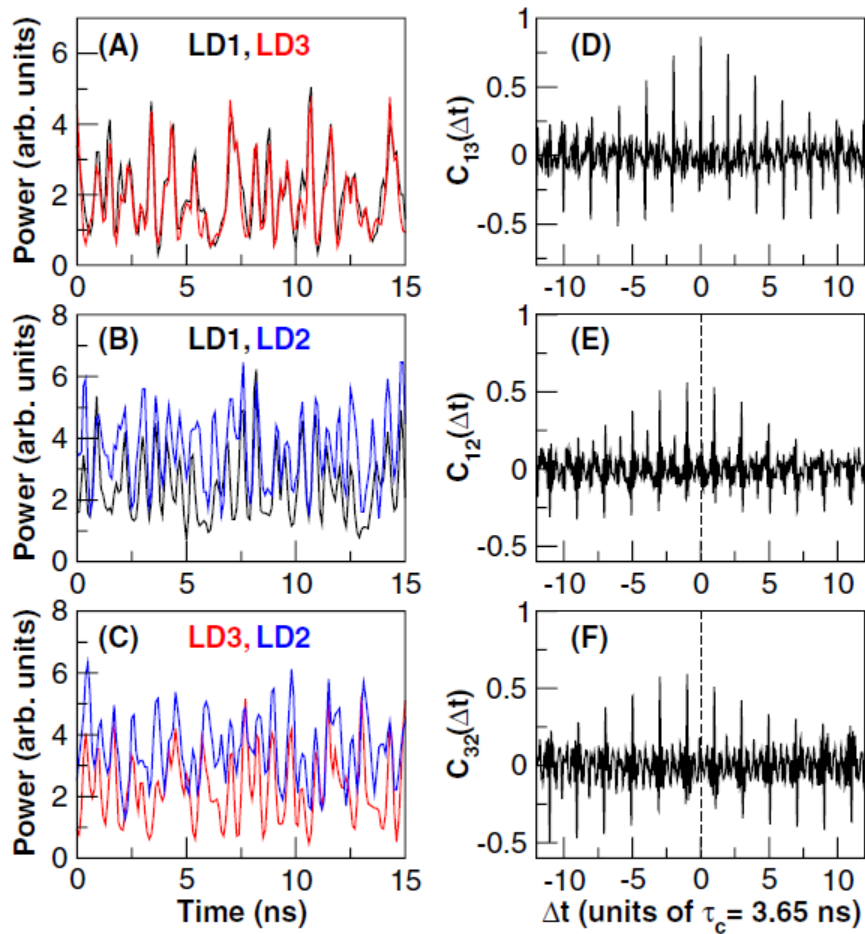 (A) LD1, LD3
Power (arb. units)
6
4
2
0
0 5 10 15
(D)
C13(Δt)
1
0.5
0
-0.5
-10 -5 0 5 10
(B) LD1, LD2
Power (arb. units)
8
6
4
2
0
0 5 10 15
(E)
C12(Δt)
1
0.5
0
-0.5
-10 -5 0 5 10
(C) LD3, LD2
Power (arb. units)
8
6
4
2
0
0 5 10 15
Time (ns)
(F)
C32(Δt)
1
0.5
0
-0.5
-10 -5 0 5 10
Δt (units of τc= 3.65 ns)